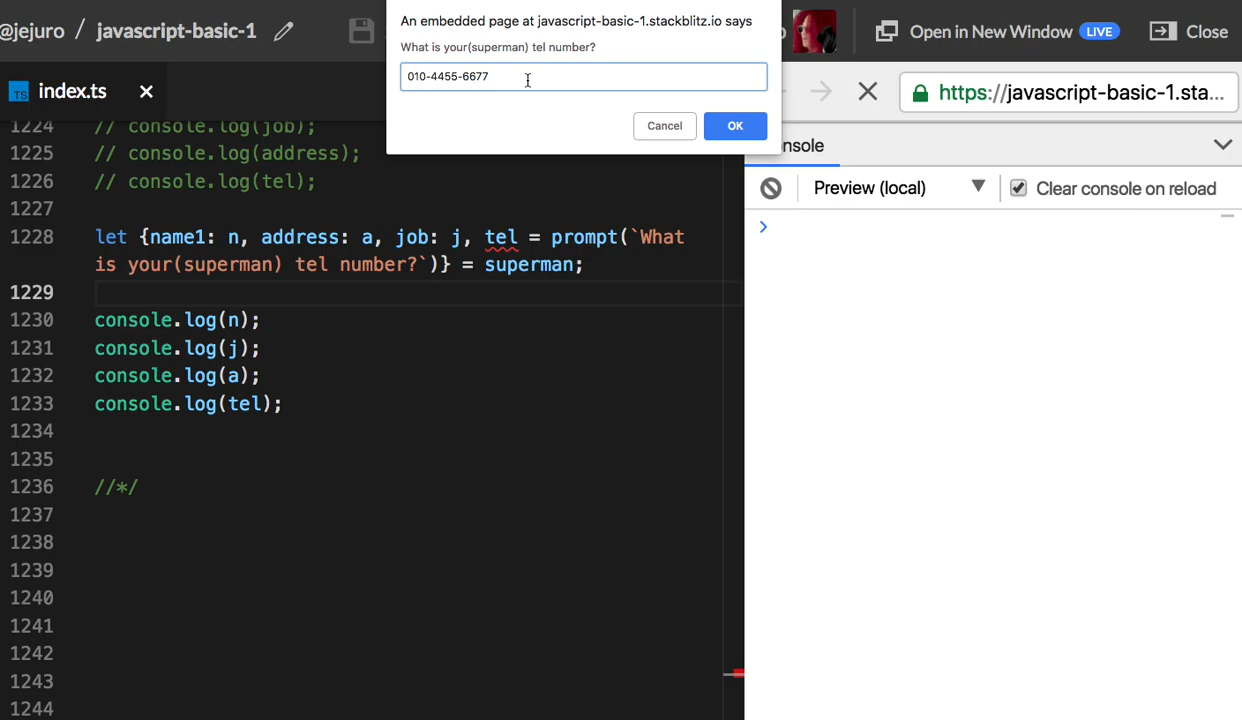 @jejuro / javascript-basic-1
An embedded page at javascript-basic-1.stackblitz.io says
What is your(superman) tel number?
010-4455-6677
Cancel
OK
Open in New Window LIVE
Close
TS index.ts
https://javascript-basic-1.sta...
Preview (local)
Clear console on reload
1224 // console.log(job);
1225 // console.log(address);
1226 // console.log(tel);
1227
1228 let {name1: n, address: a, job: j, tel = prompt(`What
is your(superman) tel number?`)} = superman;
1229
1230 console.log(n);
1231 console.log(j);
1232 console.log(a);
1233 console.log(tel);
1234
1235
1236 //*/
1237
1238
1239
1240
1241
1242
1243
1244